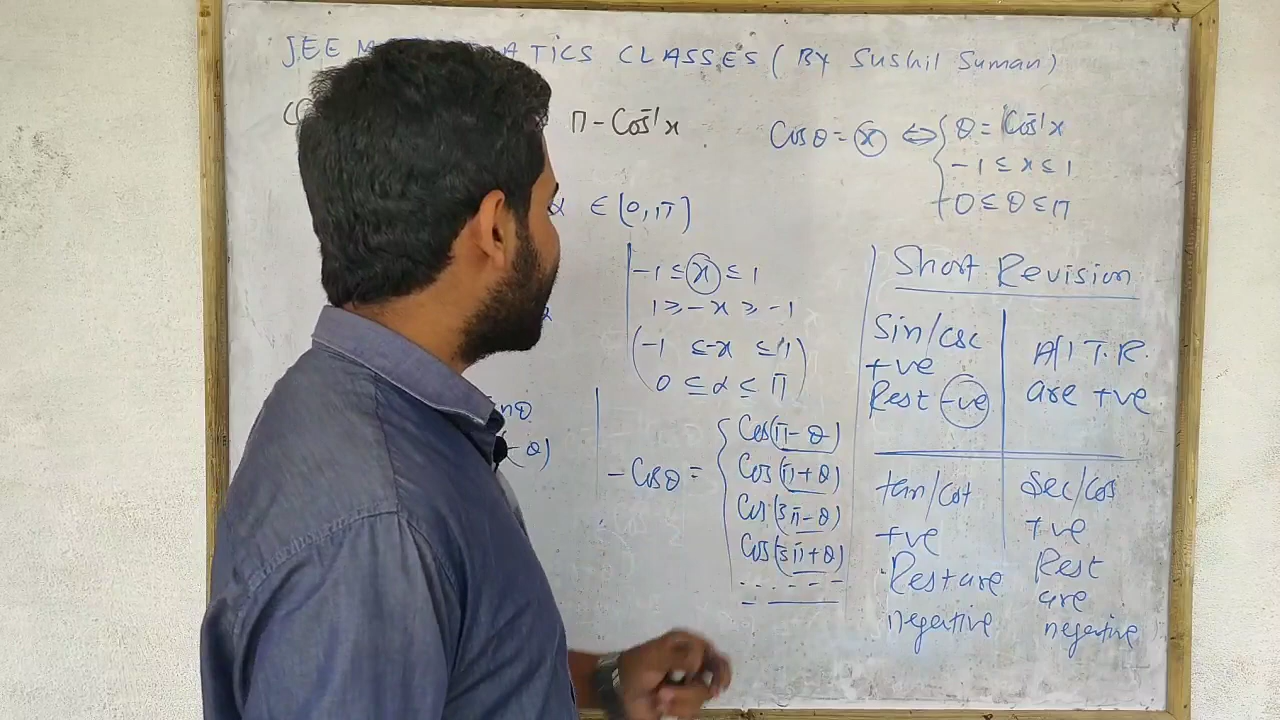 JEE MATICS CLASSES ( By Sushil Suman )
π - Cos⁻¹x
Cosθ = x ⇔ { θ = Cos⁻¹x
-1 ≤ x ≤ 1
0 ≤ θ ≤ π
α ∈ [0, π]
-1 ≤ x ≤ 1
1 ≥ -x ≥ -1
( -1 ≤ -x ≤ 1 )
0 ≤ α ≤ π
inθ
-θ)
-Cosθ = { Cos(π-θ)
Cos(π+θ)
Cos(3π-θ)
Cos(3π+θ)
Short Revision
Sin/csc
+ve
Rest -ve
All T.R.
are +ve
tan/cot
+ve
Rest are
negative
Sec/cos
+ve
Rest
are
negative